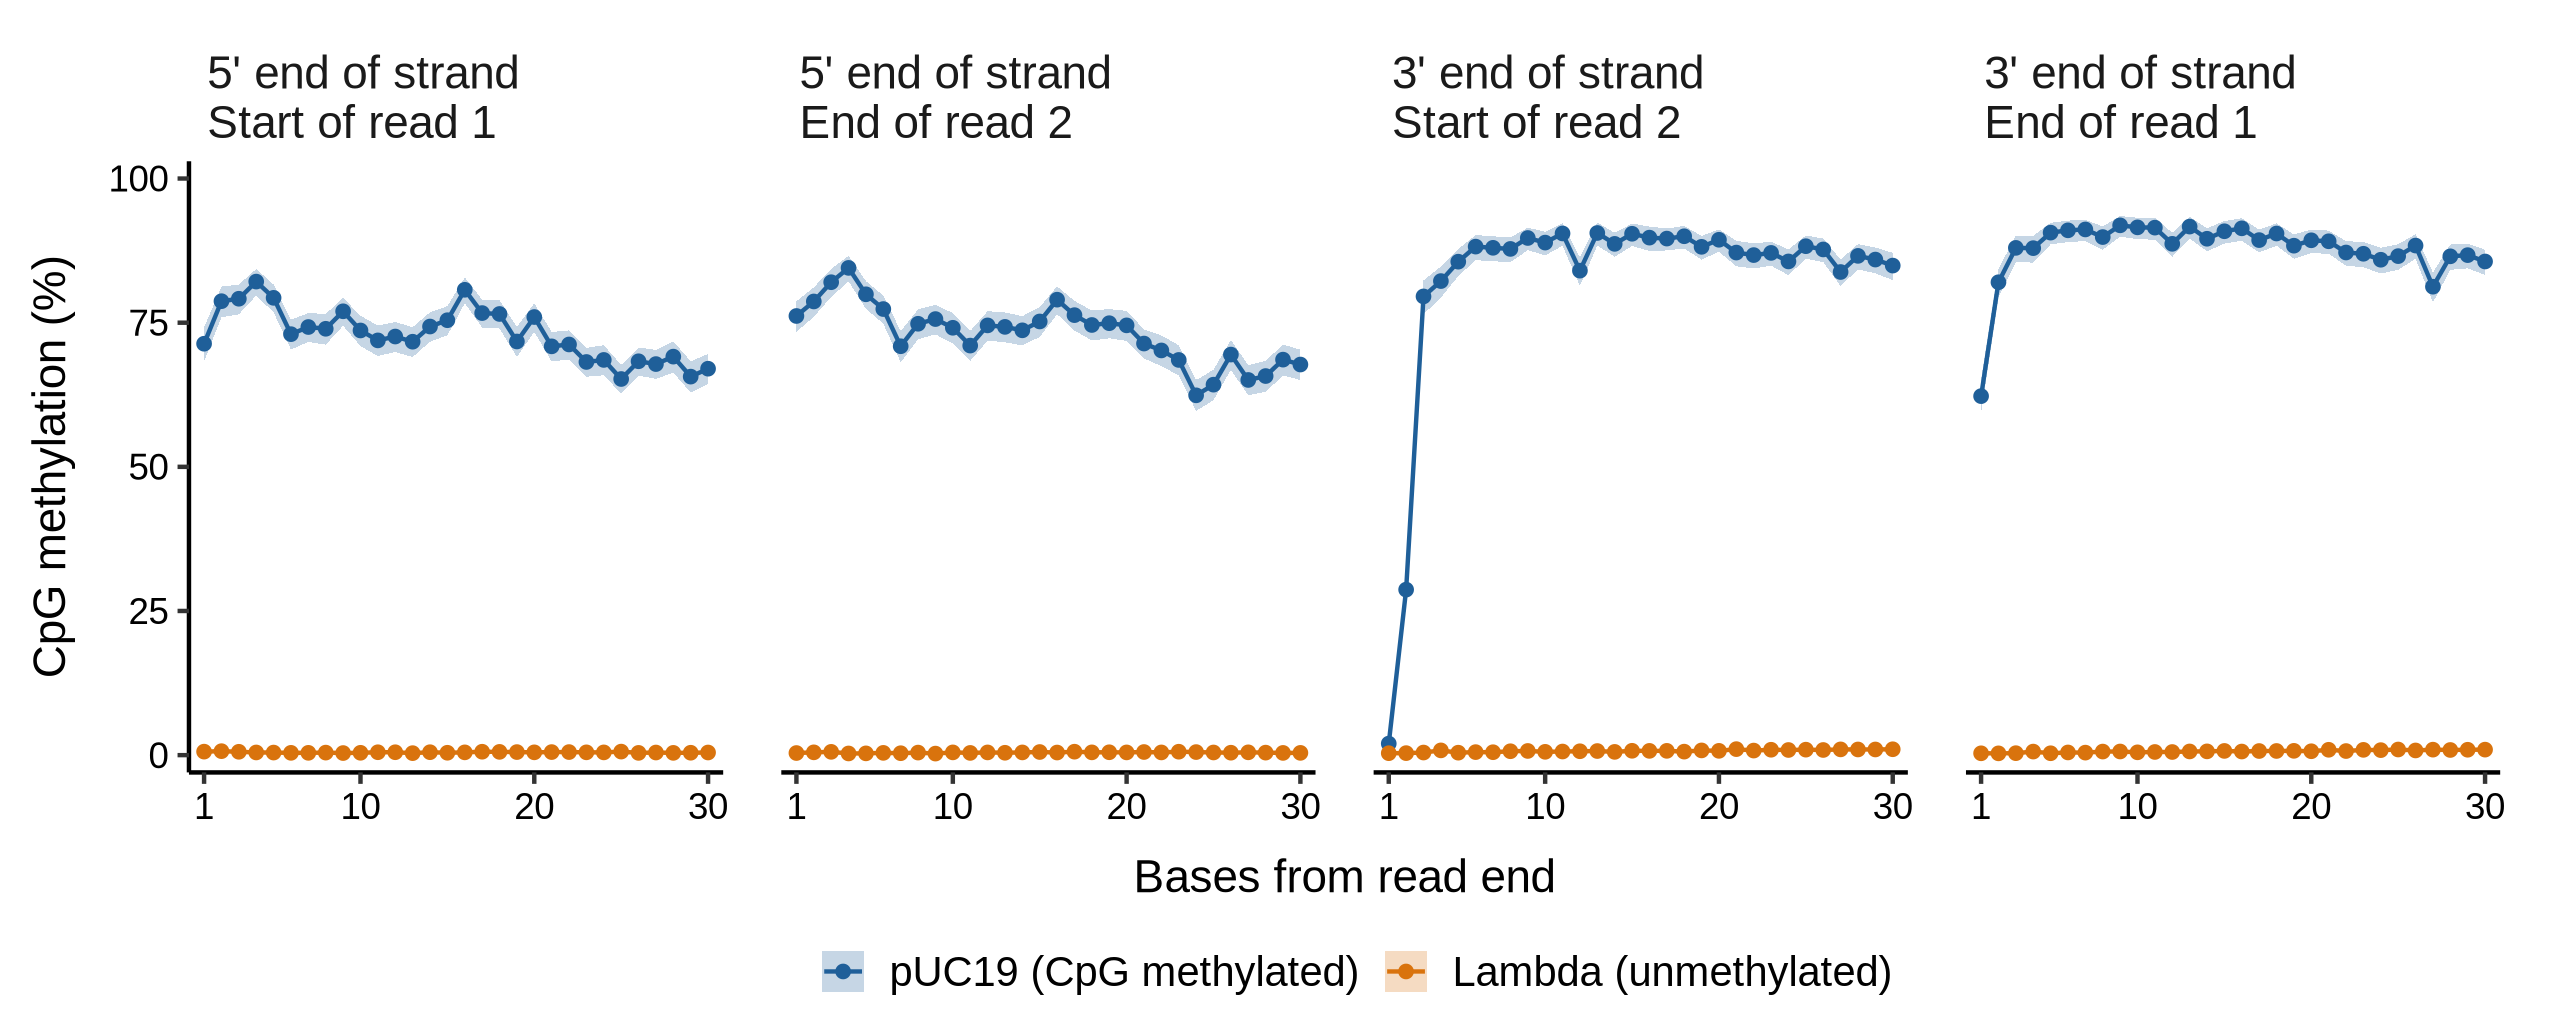 5' end of strand
Start of read 1
5' end of strand
End of read 2
3' end of strand
Start of read 2
3' end of strand
End of read 1
CpG methylation (%)
100
75
50
25
0
1 10 20 30
1 10 20 30
1 10 20 30
1 10 20 30
Bases from read end
pUC19 (CpG methylated) Lambda (unmethylated)